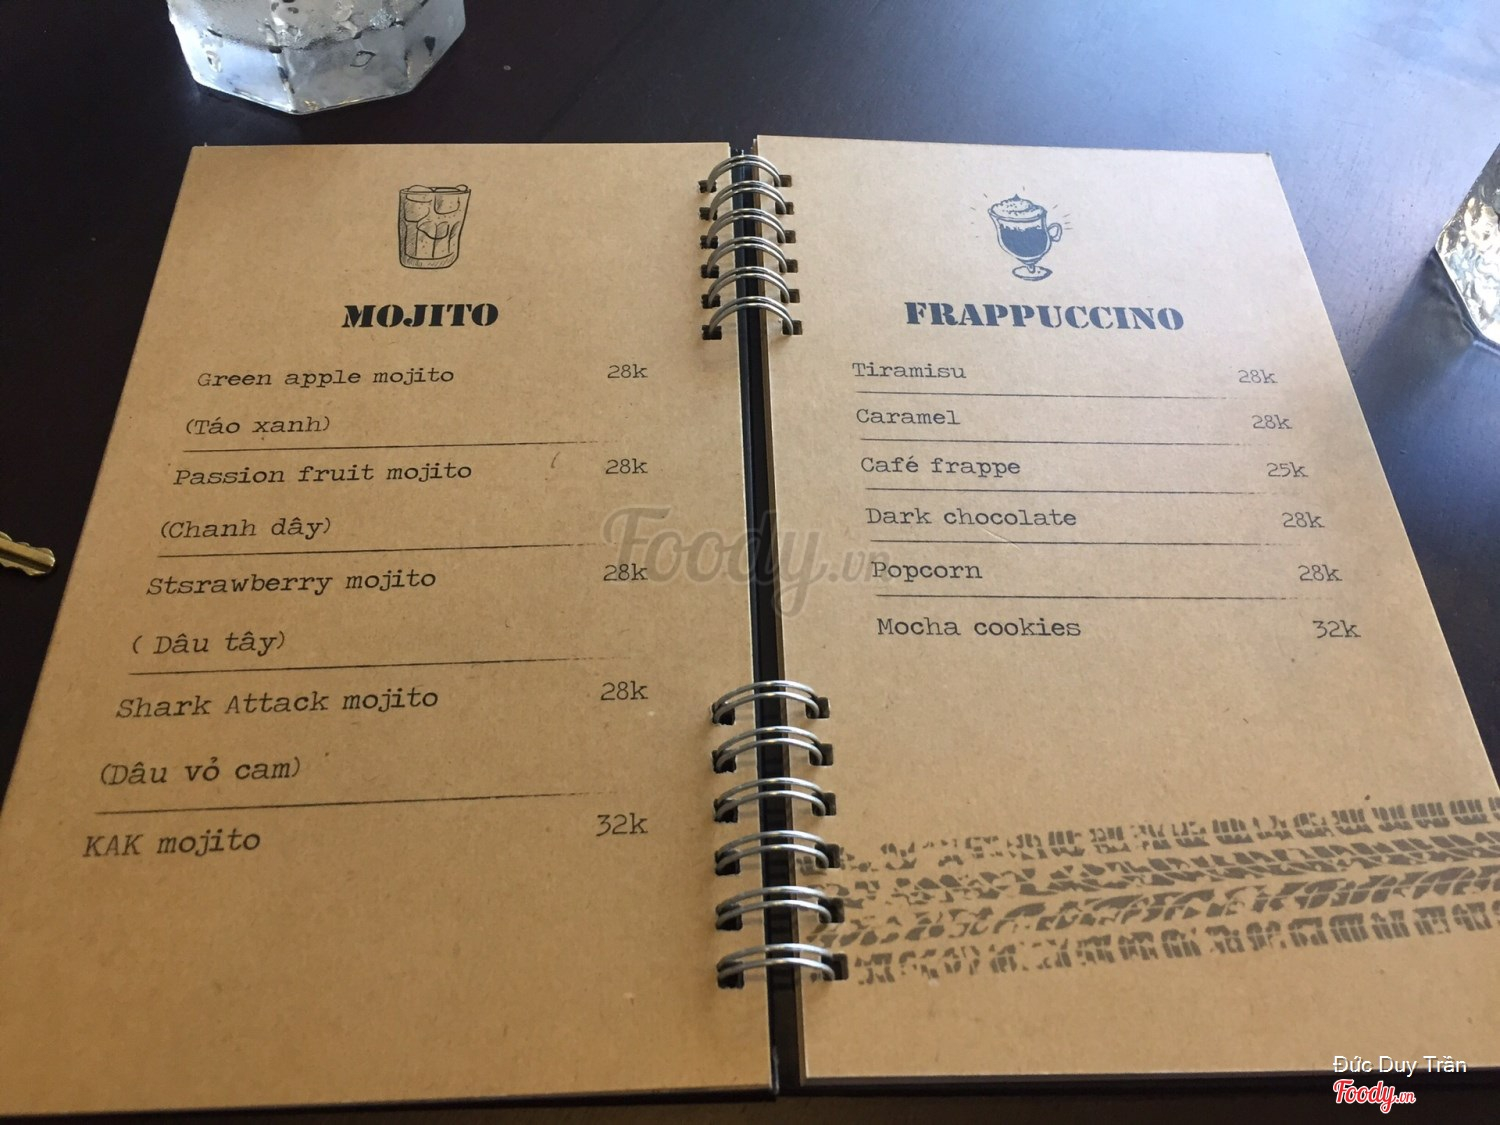 MOJITO
Green apple mojito 28k
(Táo xanh)
Passion fruit mojito 28k
(Chanh dây)
Stsrawberry mojito 28k
( Dâu tây)
Shark Attack mojito 28k
(Dâu vỏ cam)
KAK mojito 32k
FRAPPUCCINO
Tiramisu 28k
Caramel 28k
Café frappe 25k
Dark chocolate 28k
Popcorn 28k
Mocha cookies 32k
Foody.vn
Đức Duy Trần
Foody.vn